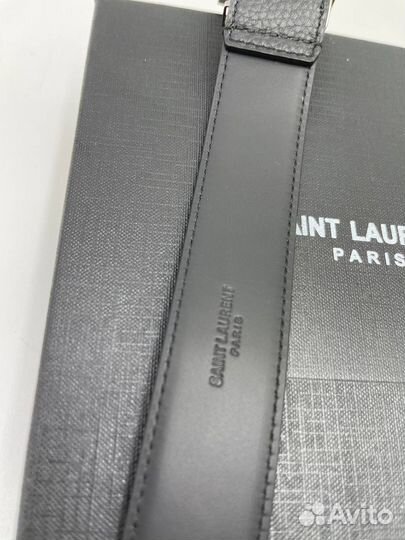 AINT LAUR
PARIS
SAINT LAURENT
PARIS
Avito